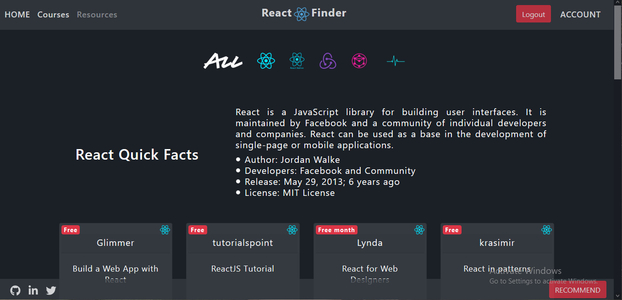 HOME Courses Resources React Finder Logout ACCOUNT
ALL
React is a JavaScript library for building user interfaces. It is
maintained by Facebook and a community of individual developers
and companies. React can be used as a base in the development of
single-page or mobile applications.
React Quick Facts
Author: Jordan Walke
Developers: Facebook and Community
Release: May 29, 2013; 6 years ago
License: MIT License
Free Free Free month Free
Glimmer tutorialspoint Lynda krasimir
Build a Web App with ReactJS Tutorial React for Web React in patterns
React Designers
Activate Windows
Go to Settings to activate Windows.
RECOMMEND